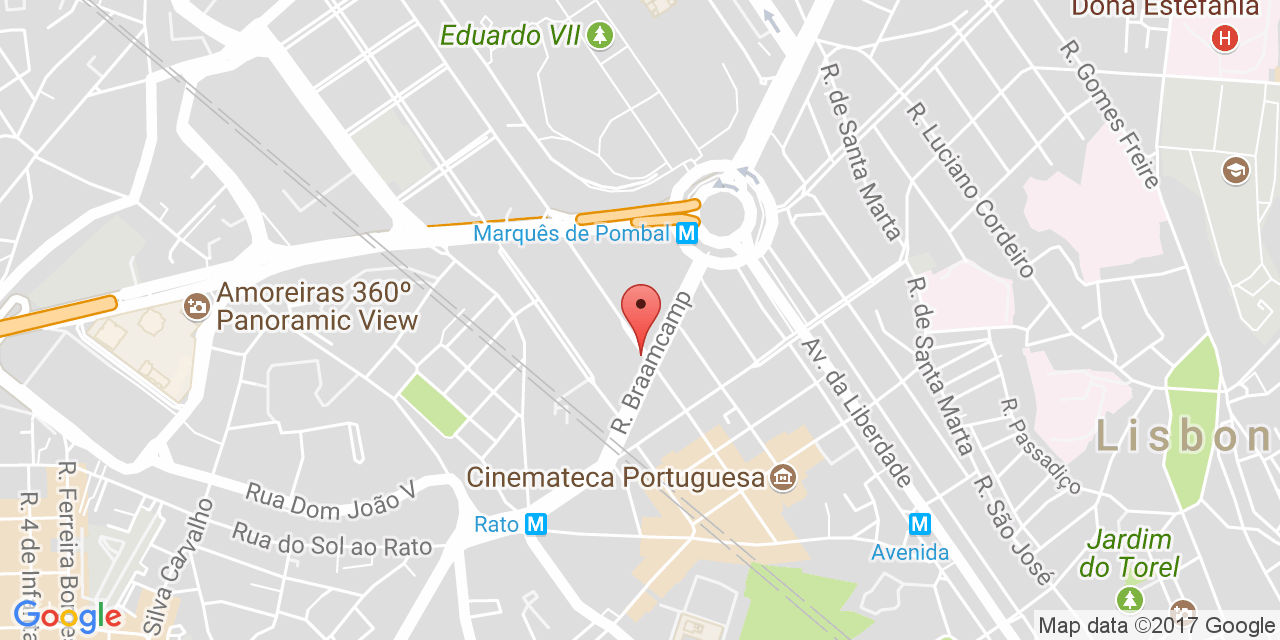 Dona Estefânia
H
Eduardo VII
R. Gomes Freire
R. de Santa Marta
R. Luciano Cordeiro
Marquês de Pombal M
Amoreiras 360º
Panoramic View
R. Braamcamp
R. de Santa Marta
Av. da Liberdade
R. Passadiço
Lisbon
Cinemateca Portuguesa
Rua Dom João V
R. São José
Rato M
M
Avenida
Rua do Sol ao Rato
R. Ferreira Bor
R. 4 de Inf
Silva Carvalho
Jardim
do Torel
Google
Map data ©2017 Google